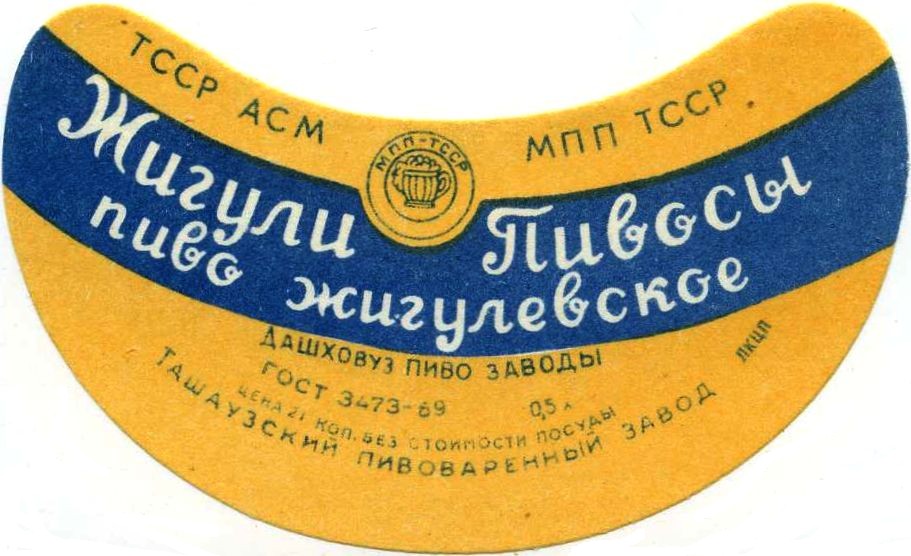 ТССР АСМ
МПП ТССР
МПП-ТССР
Жигули Пивосы
пиво жигулевское
ДАШХОВУЗ ПИВО ЗАВОДЫ
ГОСТ 3473-69 0,5 л
ЦЕНА 21 КОП. БЕЗ СТОИМОСТИ ПОСУДЫ
ТАШАУЗСКИЙ ПИВОВАРЕННЫЙ ЗАВОД